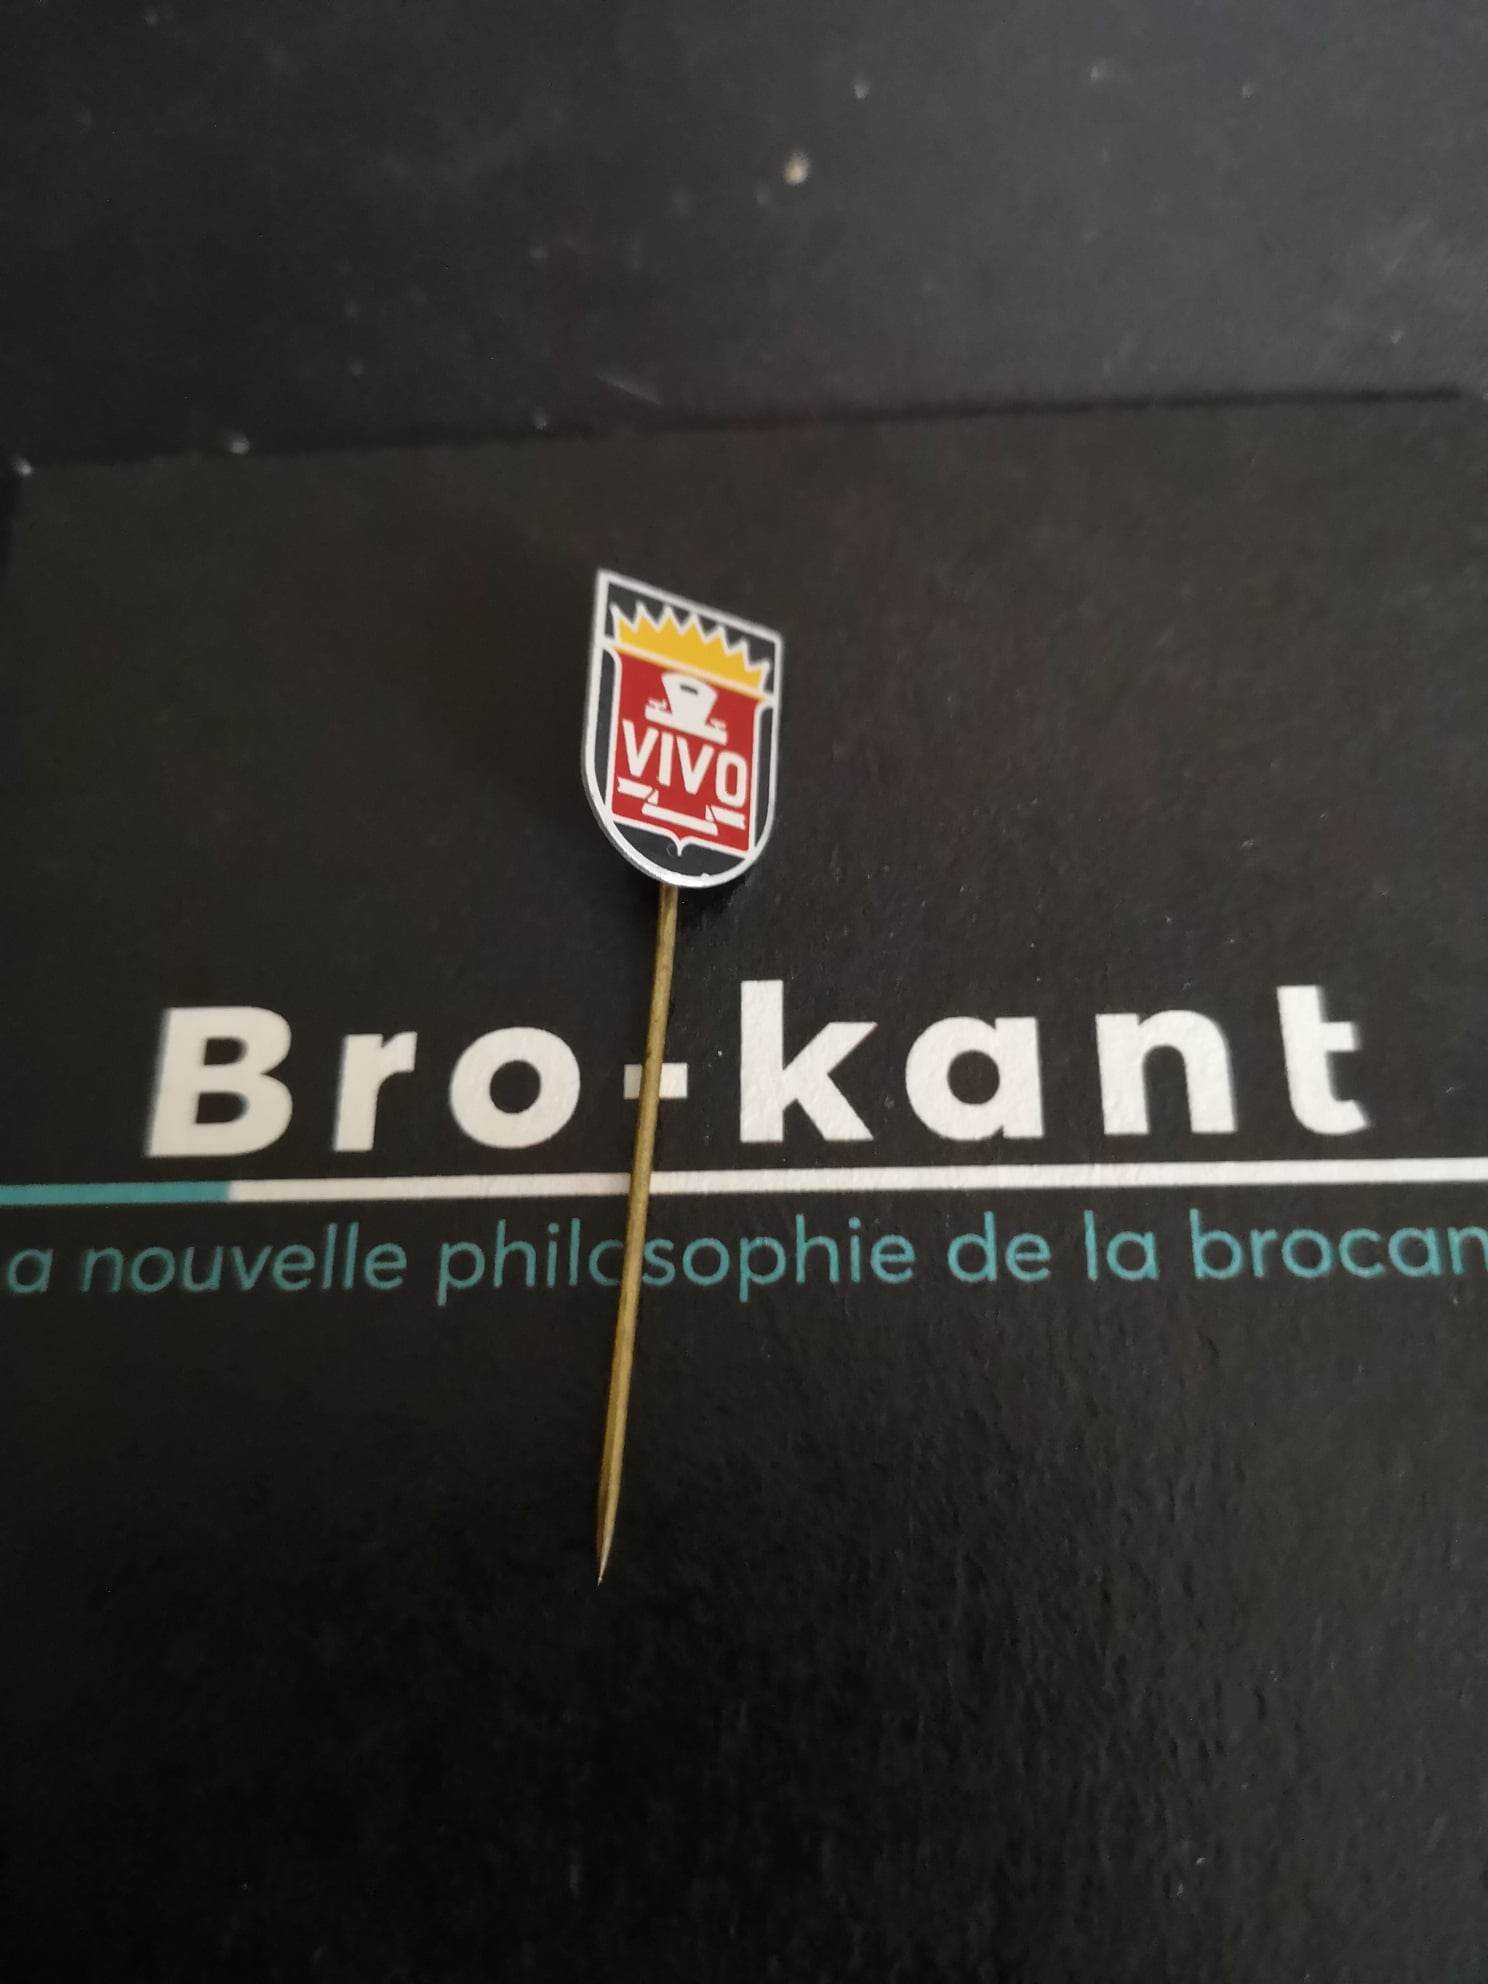 VIVO
Bro-kant
a nouvelle philosophie de la brocan